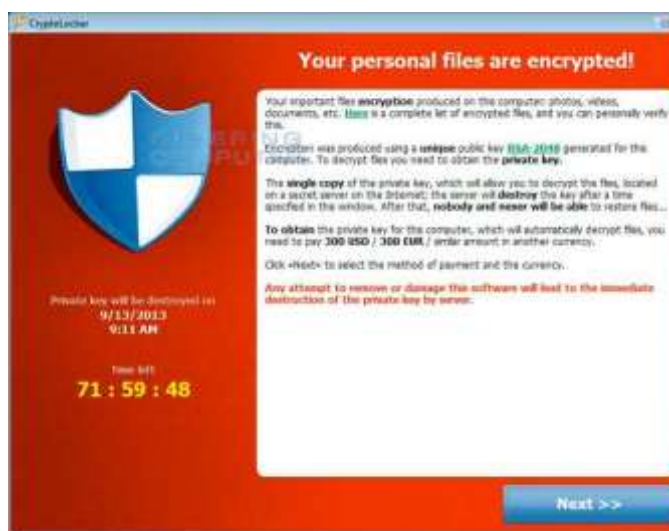 CryptoLocker
Your personal files are encrypted!
Your important files encryption produced on this computer: photos, videos,
documents, etc. Here is a complete list of encrypted files, and you can personally verify
this.
Encryption was produced using a unique public key RSA-2048 generated for this
computer. To decrypt files you need to obtain the private key.
The single copy of the private key, which will allow you to decrypt the files, located
on a secret server on the Internet; the server will destroy the key after a time
specified in this window. After that, nobody and never will be able to restore files...
To obtain the private key for this computer, which will automatically decrypt files, you
need to pay 300 USD / 300 EUR / similar amount in another currency.
Click «Next» to select the method of payment and the currency.
Any attempt to remove or damage this software will lead to the immediate
destruction of the private key by server.
Private key will be destroyed on
9/13/2013
9:11 AM
Time left
71 : 59 : 48
Next >>